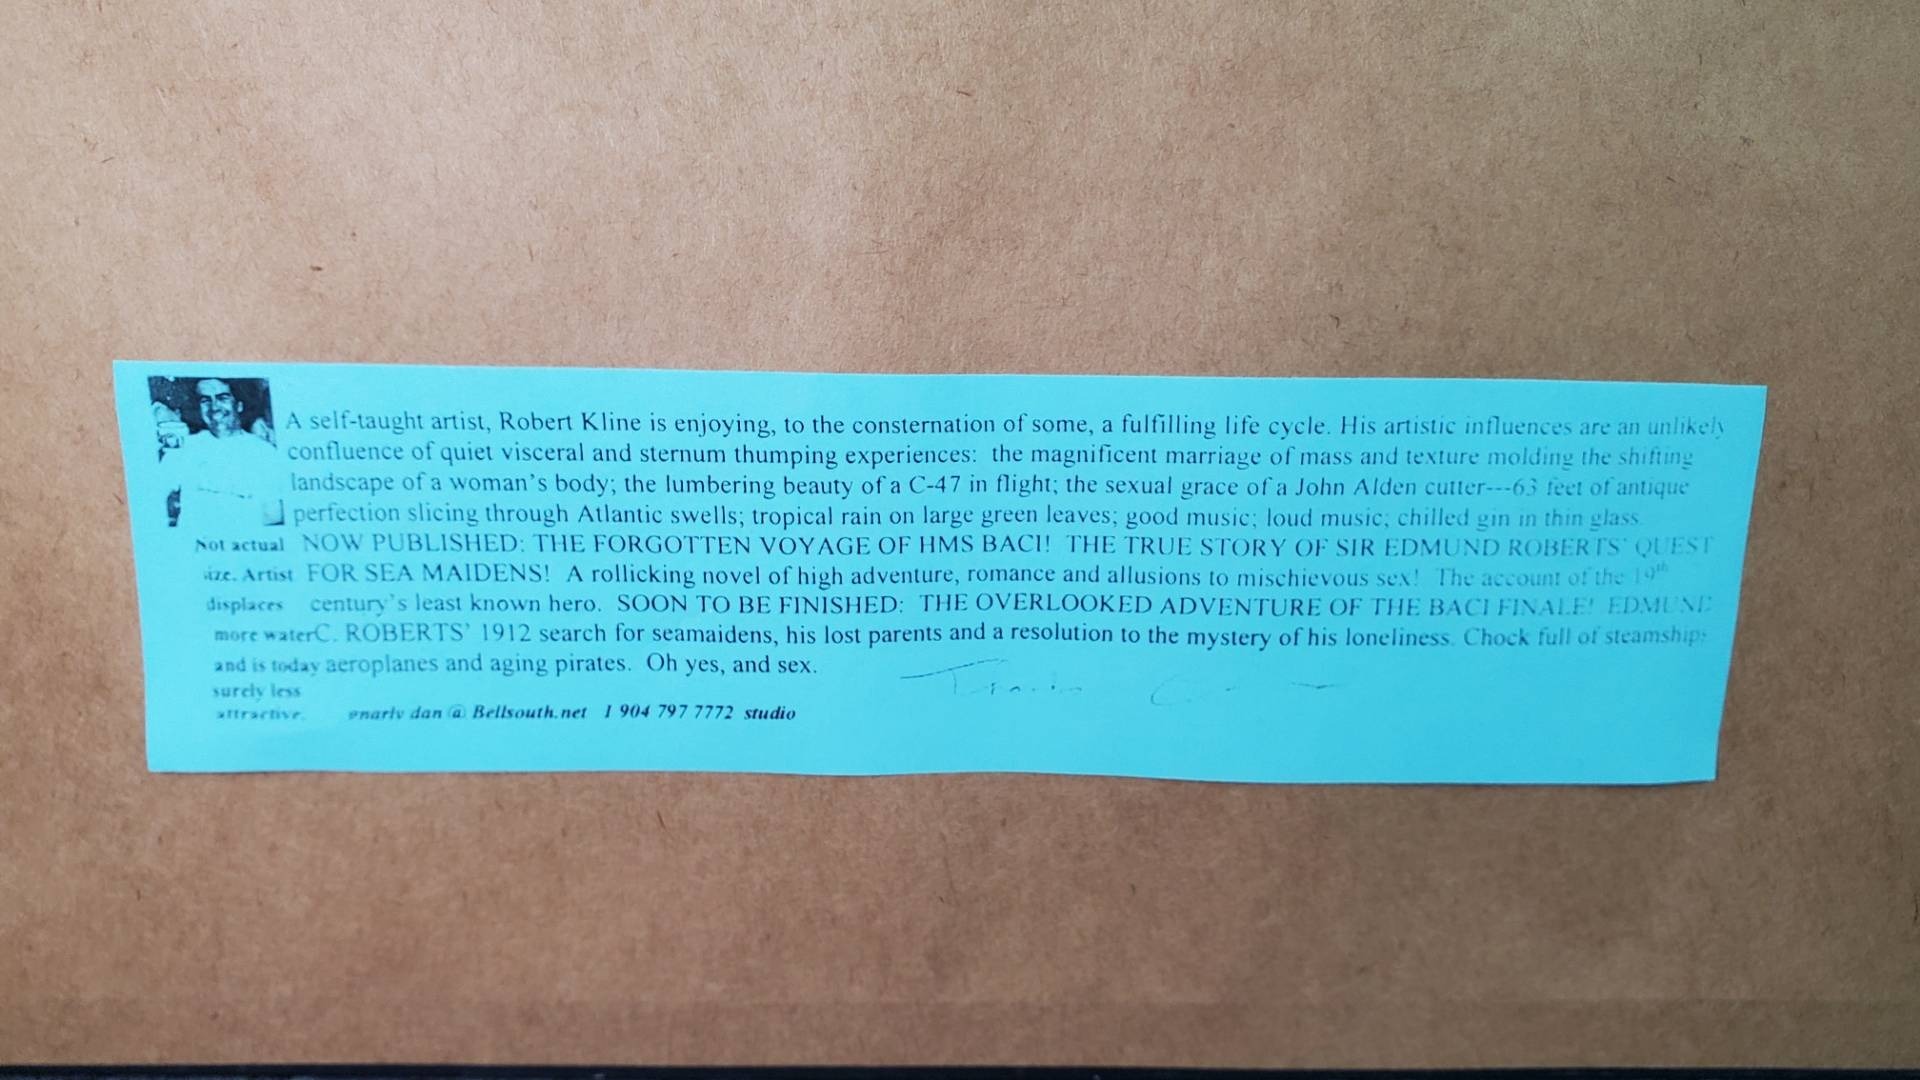 A self-taught artist, Robert Kline is enjoying, to the consternation of some, a fulfilling life cycle. His artistic influences are an unlikely
confluence of quiet visceral and sternum thumping experiences: the magnificent marriage of mass and texture molding the shifting
landscape of a woman's body; the lumbering beauty of a C-47 in flight; the sexual grace of a John Alden cutter---63 feet of antique
perfection slicing through Atlantic swells; tropical rain on large green leaves; good music; loud music; chilled gin in thin glass.
NOW PUBLISHED: THE FORGOTTEN VOYAGE OF HMS BACI! THE TRUE STORY OF SIR EDMUND ROBERTS' QUEST
FOR SEA MAIDENS! A rollicking novel of high adventure, romance and allusions to mischievous sex! The account of the 19th
century's least known hero. SOON TO BE FINISHED: THE OVERLOOKED ADVENTURE OF THE BACI FINALE! EDMUND
C. ROBERTS' 1912 search for seamaidens, his lost parents and a resolution to the mystery of his loneliness. Chock full of steamships
aeroplanes and aging pirates. Oh yes, and sex.
Not actual
size. Artist
displaces
more water
and is today
surely less
attractive.
gnarly dan @ Bellsouth.net 1 904 797 7772 studio